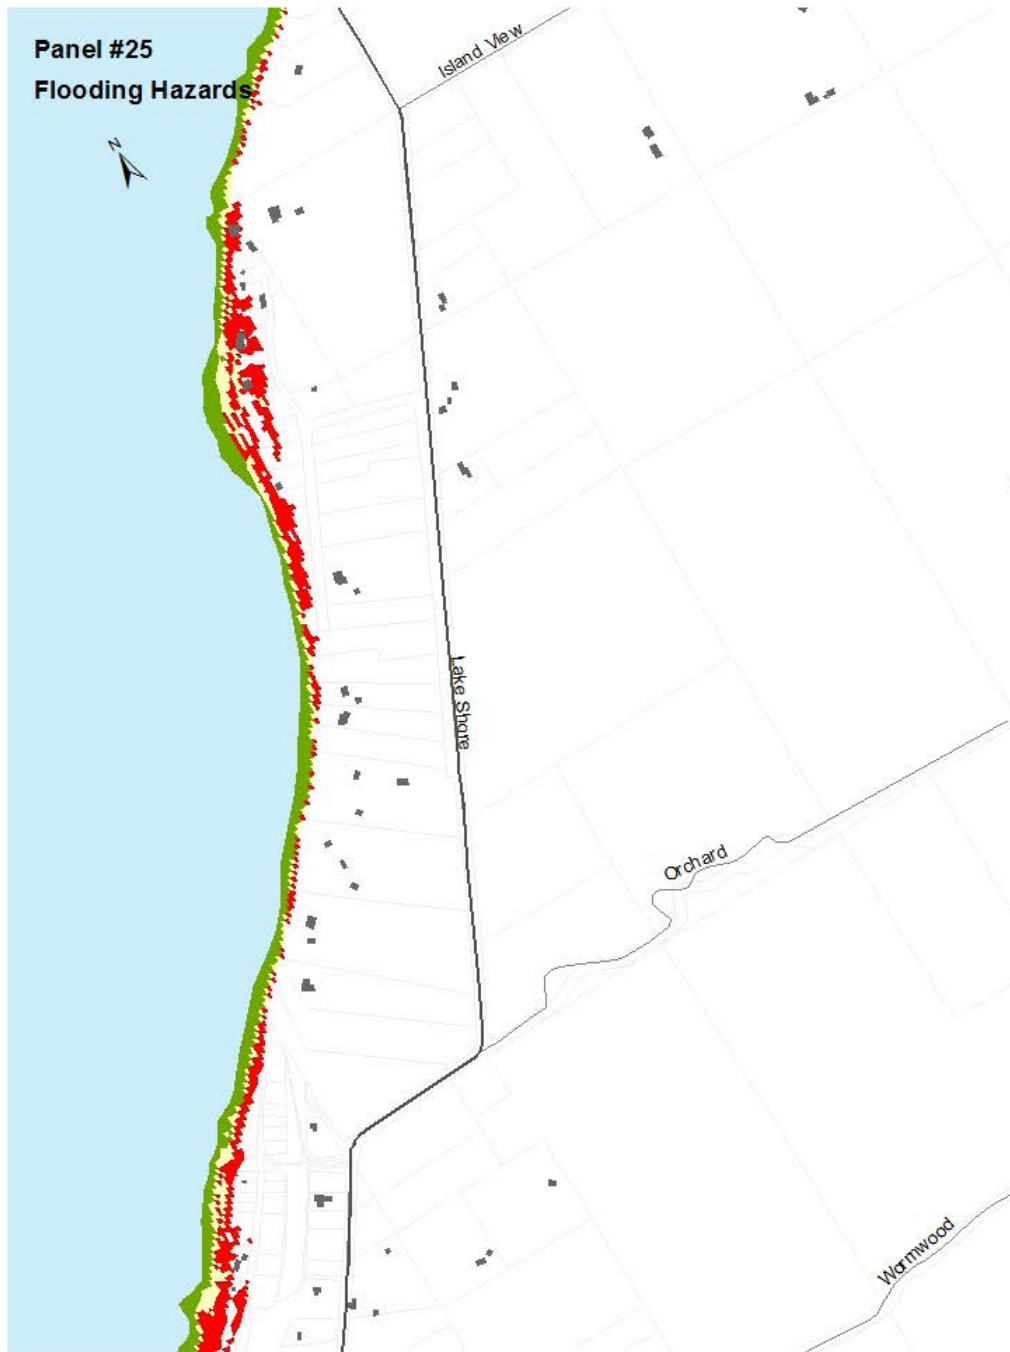 Panel #25
Flooding Hazards
Island View
N
Lake Shore
Orchard
Wormwood